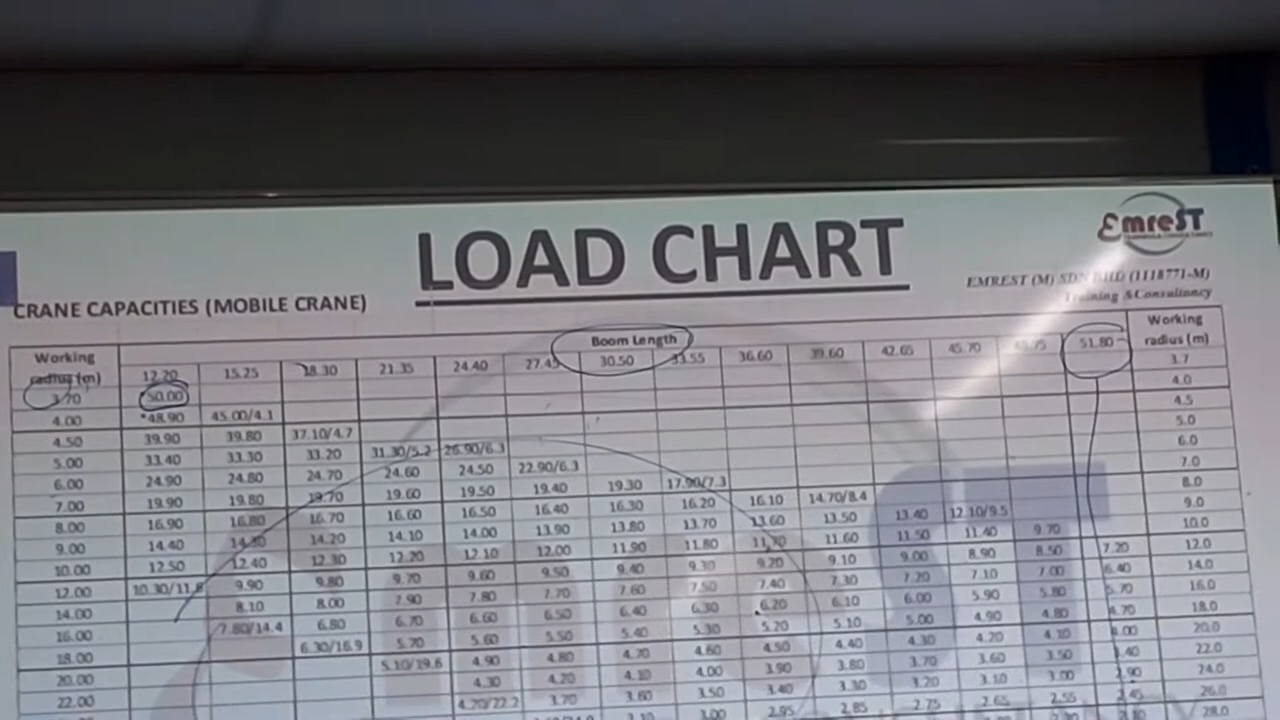 LOAD CHART
EmresT
EMREST (M) SDN BHD (1118771-M)
Training & Consultancy
CRANE CAPACITIES (MOBILE CRANE)
Working radius (m) Boom Length Working radius (m)
12.20 15.25 18.30 21.35 24.40 27.45 30.50 33.55 36.60 39.60 42.65 45.70 51.80
3.70 50.00 3.7
4.00 *48.90 45.00/4.1 4.0
4.50 39.90 39.80 37.10/4.7 4.5
5.00 33.40 33.30 33.20 31.30/5.2 26.90/6.3 5.0
6.00 24.90 24.80 24.70 24.60 24.50 22.90/6.3 6.0
7.00 19.90 19.80 19.70 19.60 19.50 19.40 19.30 17.90/7.3 7.0
8.00 16.90 16.80 16.70 16.60 16.50 16.40 16.30 16.20 16.10 14.70/8.4 8.0
9.00 14.40 14.30 14.20 14.10 14.00 13.90 13.80 13.70 13.60 13.50 13.40 12.10/9.5 9.0
10.00 12.50 12.40 12.30 12.20 12.10 12.00 11.90 11.80 11.70 11.60 11.50 11.40 9.70 10.0
12.00 10.30/11.8 9.90 9.80 9.70 9.60 9.50 9.40 9.30 9.20 9.10 9.00 8.90 8.50 7.20 12.0
14.00 8.10 8.00 7.90 7.80 7.70 7.60 7.50 7.40 7.30 7.20 7.10 7.00 6.40 14.0
16.00 7.80/14.4 6.80 6.70 6.60 6.50 6.40 6.30 6.20 6.10 6.00 5.90 5.80 5.70 16.0
18.00 6.30/16.9 5.70 5.60 5.50 5.40 5.30 5.20 5.10 5.00 4.90 4.80 4.70 18.0
20.00 5.10/19.6 4.90 4.80 4.70 4.60 4.50 4.40 4.30 4.20 4.10 4.00 20.0
22.00 4.30 4.20 4.10 4.00 3.90 3.80 3.70 3.60 3.50 3.40 22.0
4.20/22.2 3.70 3.60 3.50 3.40 3.30 3.20 3.10 3.00 2.90 24.0
3.10 3.00 2.95 2.85 2.75 2.65 2.55 2.45 26.0
28.0